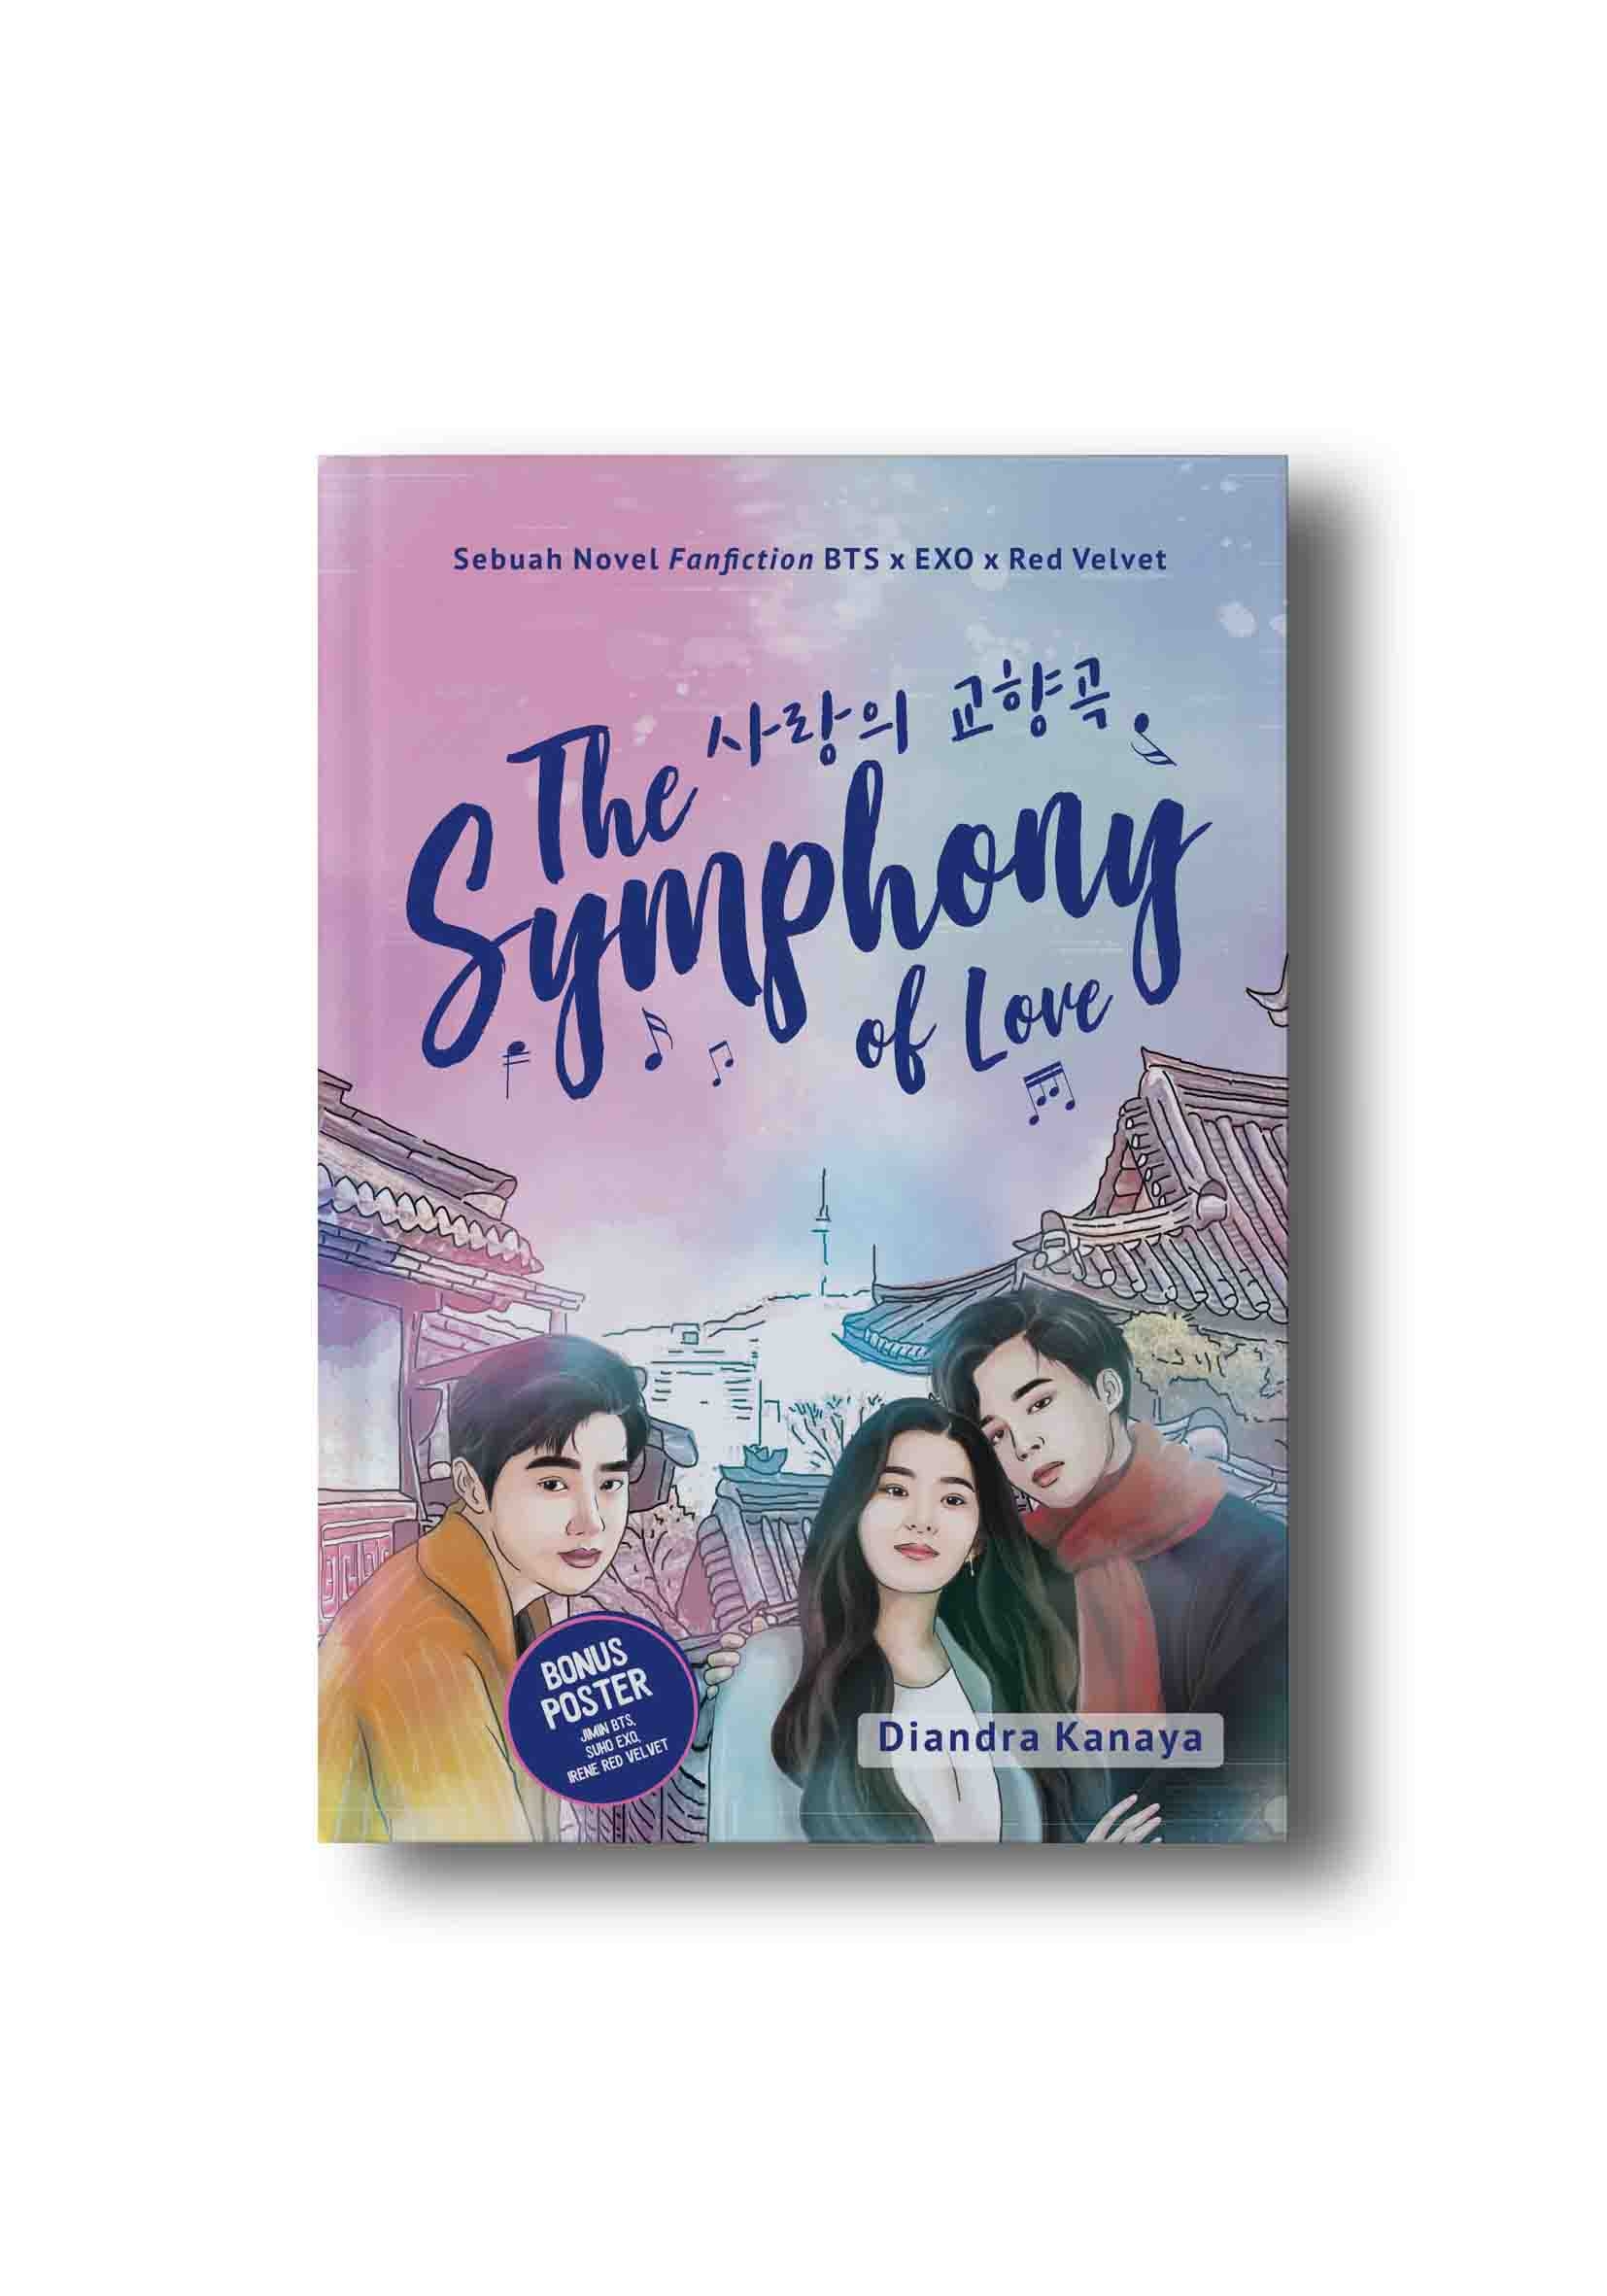 Sebuah Novel Fanfiction BTS x EXO x Red Velvet
사랑의 교향곡
The
Symphony
of Love
BONUS
POSTER
JIMIN BTS,
SUHO EXO,
IRENE RED VELVET
Diandra Kanaya